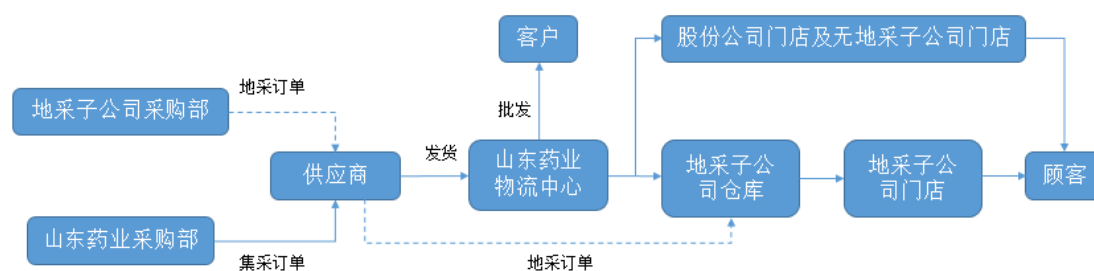 客户
股份公司门店及无地采子公司门店
地采订单
批发
地采子公司采购部
发货
供应商
山东药业
物流中心
地采子公
司仓库
地采子公
司门店
顾客
山东药业采购部
集采订单
地采订单